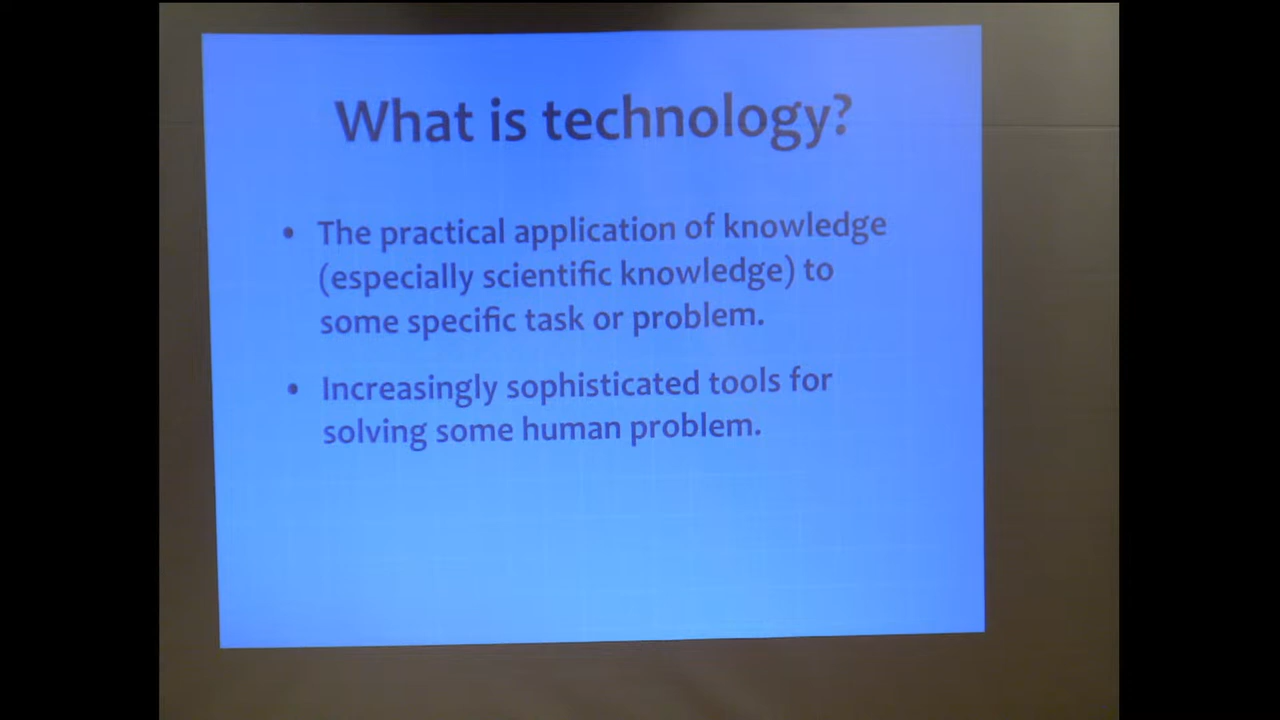 What is technology?
• The practical application of knowledge
(especially scientific knowledge) to
some specific task or problem.
• Increasingly sophisticated tools for
solving some human problem.